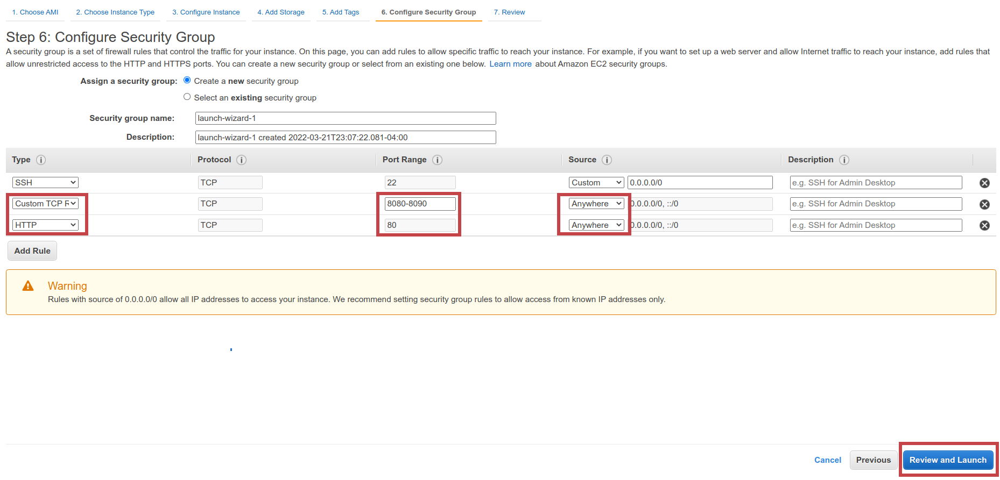 1. Choose AMI 2. Choose Instance Type 3. Configure Instance 4. Add Storage 5. Add Tags 6. Configure Security Group 7. Review
Step 6: Configure Security Group
A security group is a set of firewall rules that control the traffic for your instance. On this page, you can add rules to allow specific traffic to reach your instance. For example, if you want to set up a web server and allow Internet traffic to reach your instance, add rules that
allow unrestricted access to the HTTP and HTTPS ports. You can create a new security group or select from an existing one below. Learn more about Amazon EC2 security groups.
Assign a security group: Create a new security group
Select an existing security group
Security group name: launch-wizard-1
Description: launch-wizard-1 created 2022-03-21T23:07:22.081-04:00
Type i Protocol i Port Range i Source i Description i
SSH TCP 22 Custom 0.0.0.0/0 e.g. SSH for Admin Desktop
Custom TCP R TCP 8080-8090 Anywhere 0.0.0.0/0, ::/0 e.g. SSH for Admin Desktop
HTTP TCP 80 Anywhere 0.0.0.0/0, ::/0 e.g. SSH for Admin Desktop
Add Rule
Warning
Rules with source of 0.0.0.0/0 allow all IP addresses to access your instance. We recommend setting security group rules to allow access from known IP addresses only.
Cancel Previous Review and Launch